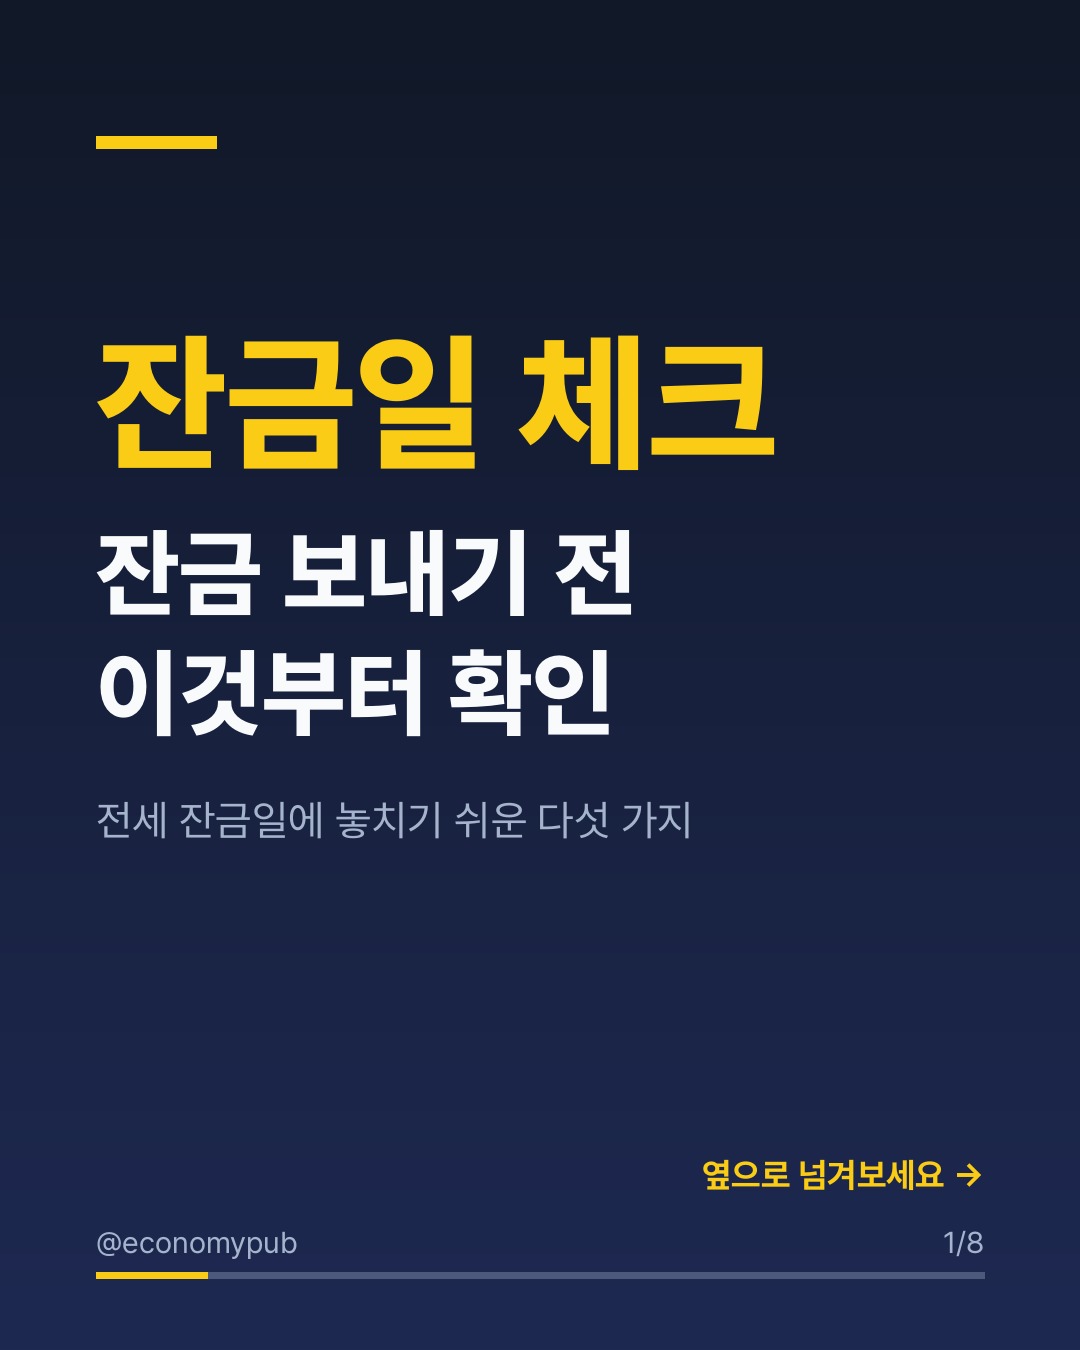 잔금일 체크
잔금 보내기 전
이것부터 확인
전세 잔금일에 놓치기 쉬운 다섯 가지
옆으로 넘겨보세요 →
@economypub
1/8